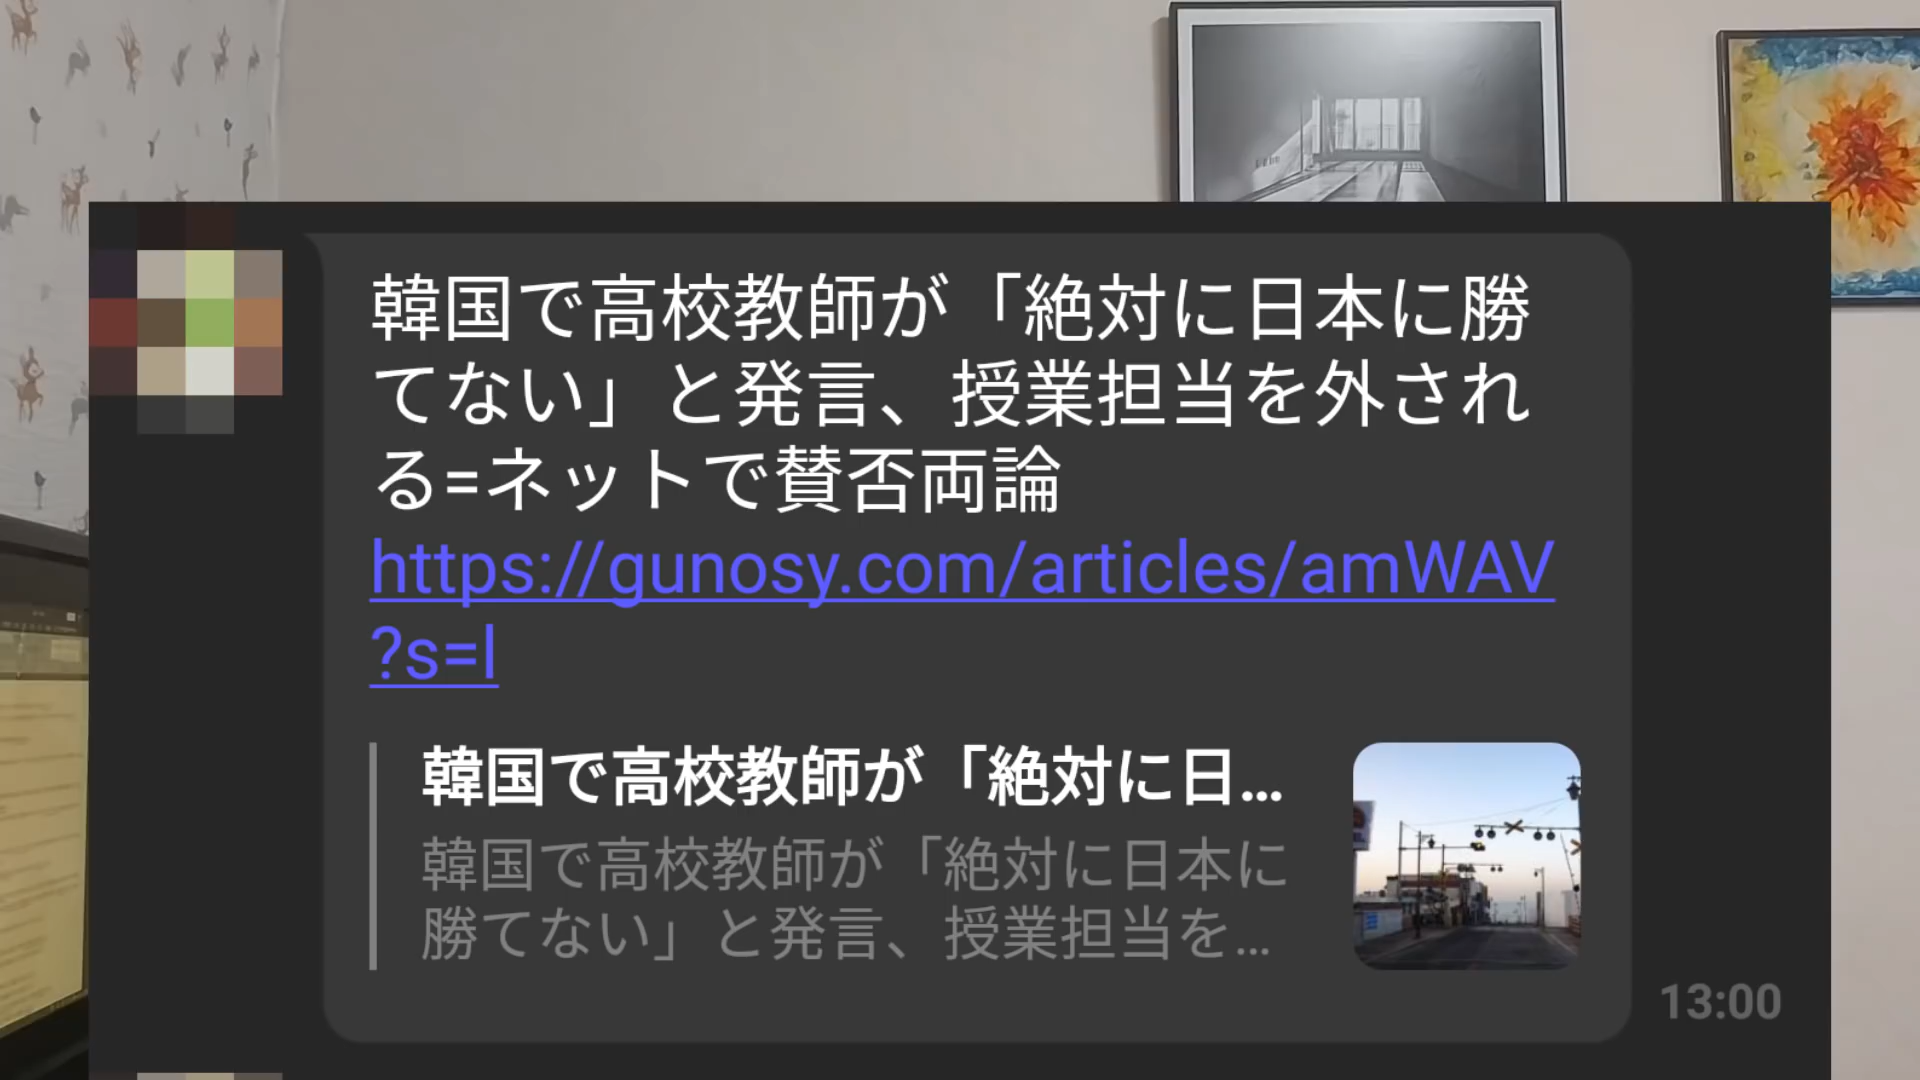 韓国で高校教師が「絶対に日本に勝
てない」と発言、授業担当を外され
る=ネットで賛否両論
https://gunosy.com/articles/amWAV
?s=l
韓国で高校教師が「絶対に日...
韓国で高校教師が「絶対に日本に
勝てない」と発言、授業担当を...
13:00